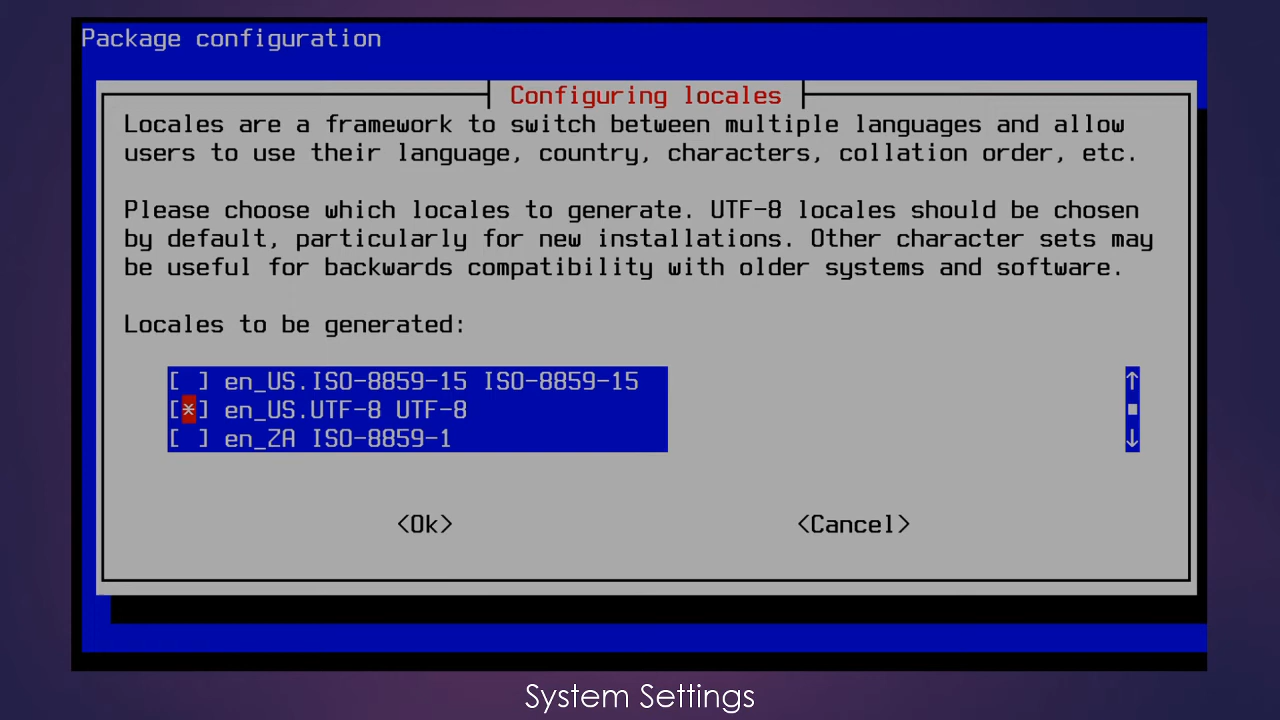 Package configuration
Configuring locales
Locales are a framework to switch between multiple languages and allow
users to use their language, country, characters, collation order, etc.
Please choose which locales to generate. UTF-8 locales should be chosen
by default, particularly for new installations. Other character sets may
be useful for backwards compatibility with older systems and software.
Locales to be generated:
[ ] en_US.ISO-8859-15 ISO-8859-15
[*] en_US.UTF-8 UTF-8
[ ] en_ZA ISO-8859-1
<Ok> <Cancel>
System Settings